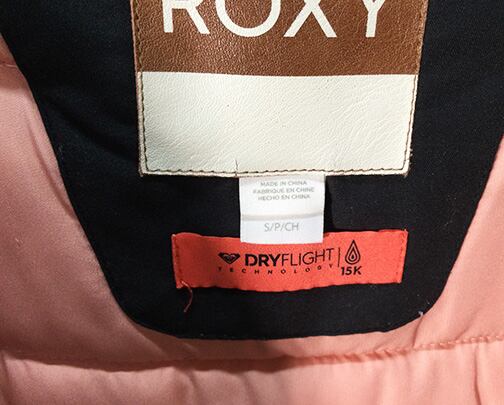 ROXY
MADE IN CHINA
FABRIQUE EN CHINE
HECHO EN CHINA
S/P/CH
DRYFLIGHT
TECHNOLOGY
15K